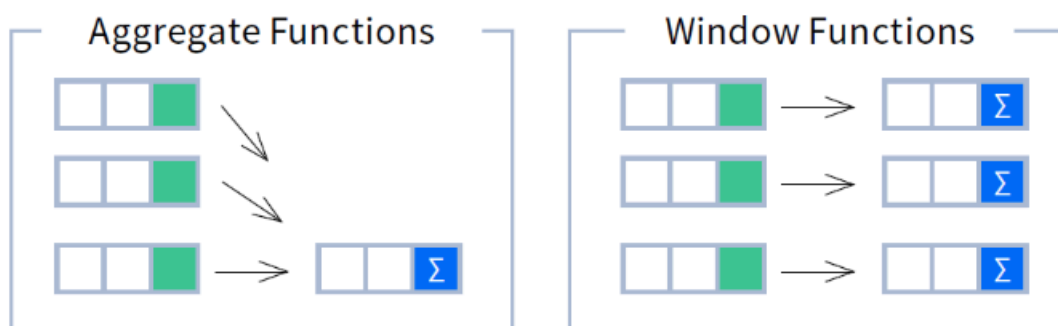 Aggregate Functions
Window Functions
Σ
Σ
Σ
Σ